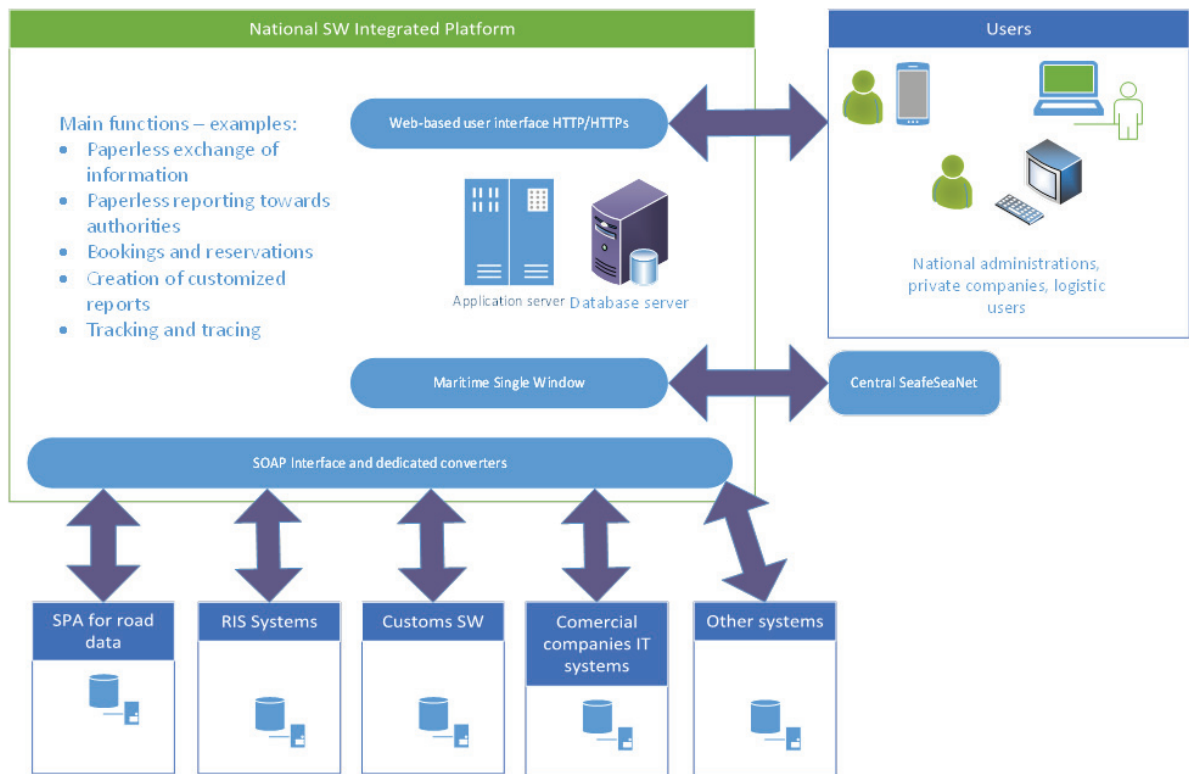 National SW Integrated Platform
Users
Main functions – examples:
• Paperless exchange of
information
• Paperless reporting towards
authorities
• Bookings and reservations
• Creation of customized
reports
• Tracking and tracing
Web-based user interface HTTP/HTTPs
Application server
Database server
National administrations,
private companies, logistic
users
Maritime Single Window
Central SeafeSeaNet
SOAP Interface and dedicated converters
SPA for road
data
RIS Systems
Customs SW
Comercial
companies IT
systems
Other systems